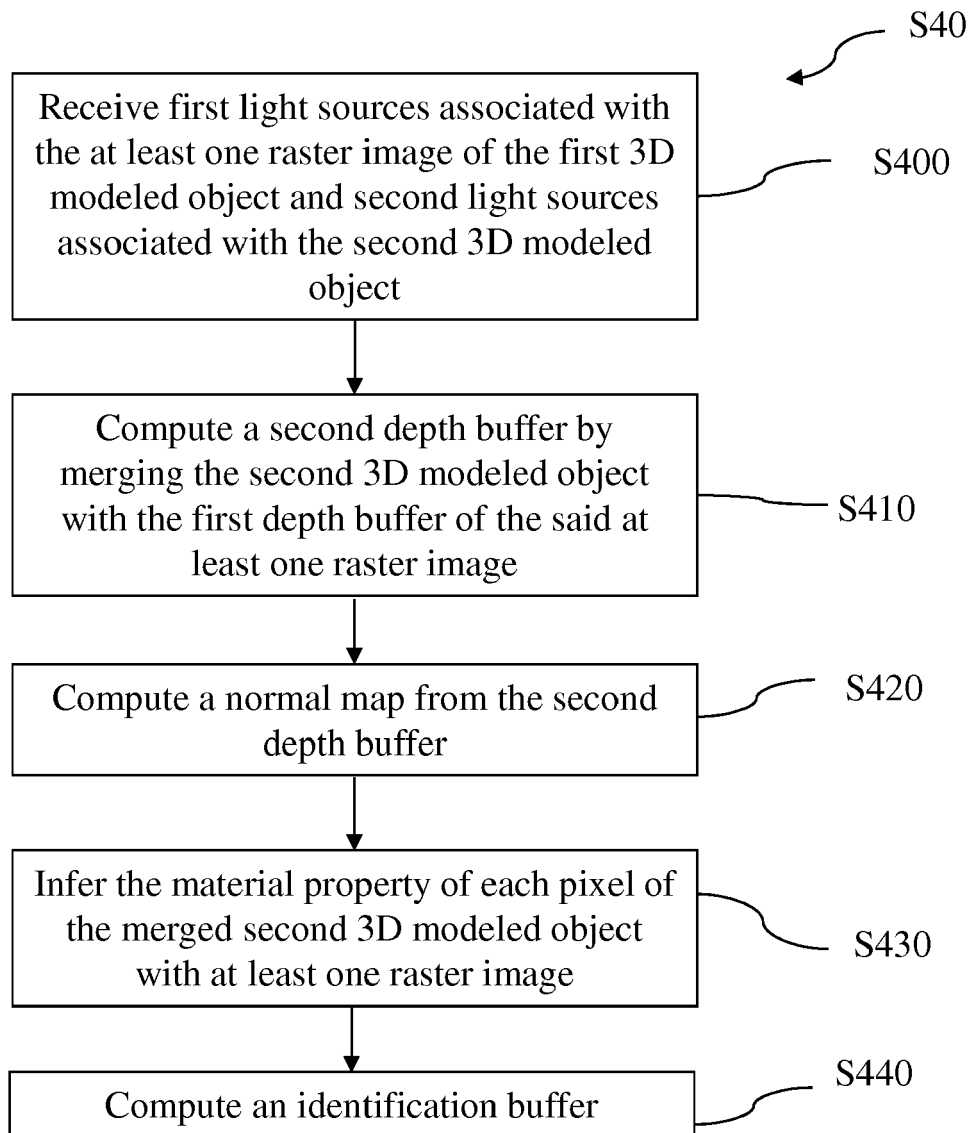 S40
Receive first light sources associated with
the at least one raster image of the first 3D
modeled object and second light sources
associated with the second 3D modeled
object
S400
Compute a second depth buffer by
merging the second 3D modeled object
with the first depth buffer of the said at
least one raster image
S410
Compute a normal map from the second
depth buffer
S420
Infer the material property of each pixel of
the merged second 3D modeled object
with at least one raster image
S430
Compute an identification buffer
S440